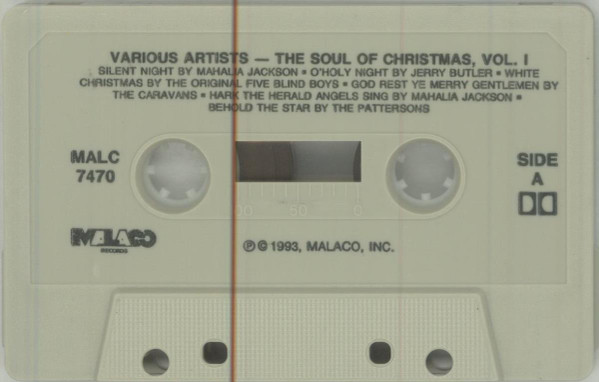 VARIOUS ARTISTS — THE SOUL OF CHRISTMAS, VOL. I
SILENT NIGHT BY MAHALIA JACKSON • O'HOLY NIGHT BY JERRY BUTLER • WHITE
CHRISTMAS BY THE ORIGINAL FIVE BLIND BOYS • GOD REST YE MERRY GENTLEMEN BY
THE CARAVANS • HARK THE HERALD ANGELS SING BY MAHALIA JACKSON •
BEHOLD THE STAR BY THE PATTERSONS
MALC
7470
SIDE
A
00 50 0
MALACO
RECORDS
℗©1993, MALACO, INC.